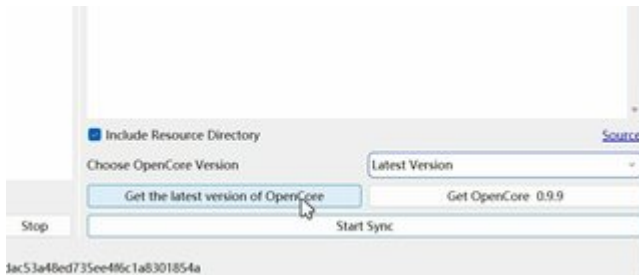 Include Resource Directory
Source
Choose OpenCore Version
Latest Version
Get the latest version of OpenCore
Get OpenCore 0.9.9
Stop
Start Sync
dac53a48ed735ee4f6c1a8301854a